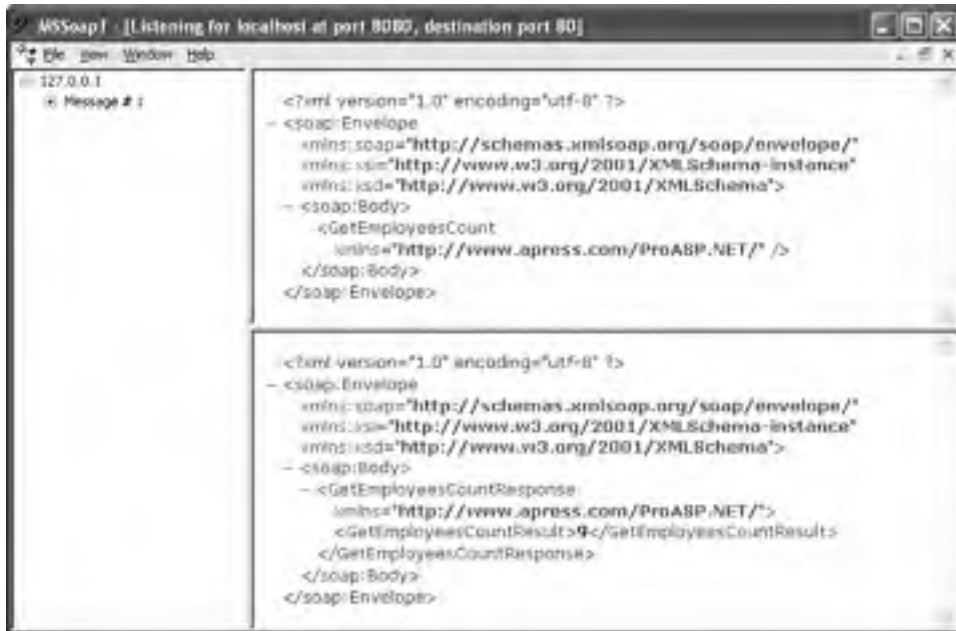 MSSoapT - [Listening for localhost at port 8080, destination port 80]
File View Window Help
127.0.0.1
Message # 1
<?xml version="1.0" encoding="utf-8" ?>
- <soap:Envelope
xmlns:soap="http://schemas.xmlsoap.org/soap/envelope/"
xmlns:xsi="http://www.w3.org/2001/XMLSchema-instance"
xmlns:xsd="http://www.w3.org/2001/XMLSchema">
- <soap:Body>
<GetEmployeesCount
xmlns="http://www.apress.com/ProASP.NET/" />
</soap:Body>
</soap:Envelope>
<?xml version="1.0" encoding="utf-8" ?>
- <soap:Envelope
xmlns:soap="http://schemas.xmlsoap.org/soap/envelope/"
xmlns:xsi="http://www.w3.org/2001/XMLSchema-instance"
xmlns:xsd="http://www.w3.org/2001/XMLSchema">
- <soap:Body>
- <GetEmployeesCountResponse
xmlns="http://www.apress.com/ProASP.NET/">
<GetEmployeesCountResult>9</GetEmployeesCountResult>
</GetEmployeesCountResponse>
</soap:Body>
</soap:Envelope>